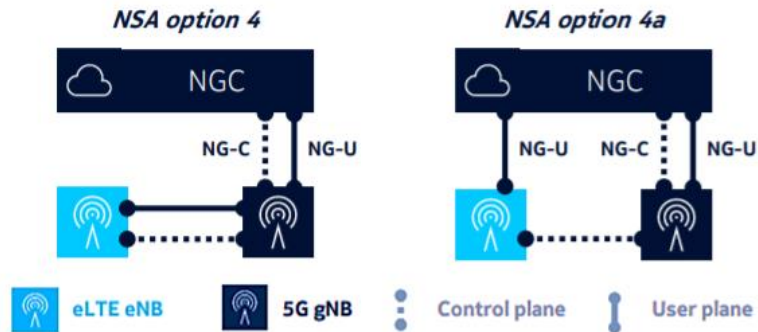 NSA option 4
NSA option 4a
NGC
NGC
NG-C
NG-U
NG-U
NG-C
NG-U
eLTE eNB
5G gNB
Control plane
User plane